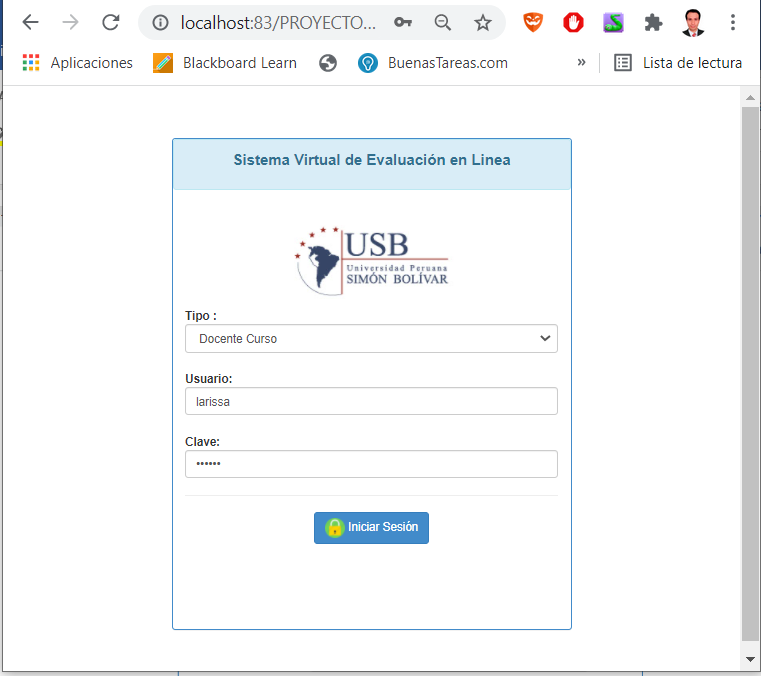 localhost:83/PROYECTO...
Aplicaciones Blackboard Learn BuenasTareas.com » Lista de lectura
Sistema Virtual de Evaluación en Linea
USB
Universidad Peruana
SIMÓN BOLÍVAR
Tipo :
Docente Curso
Usuario:
larissa
Clave:
••••••
Iniciar Sesión